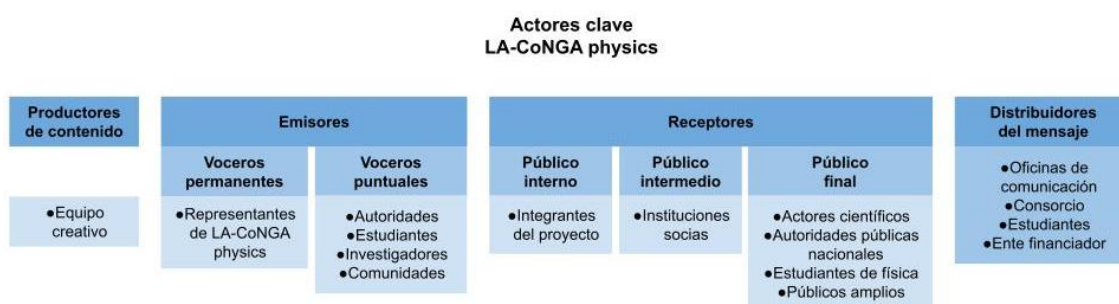 Actores clave
LA-CoNGA physics
Productores
de contenido
●Equipo
creativo
Emisores
Voceros
permanentes
●Representantes
de LA-CoNGA
physics
Voceros
puntuales
●Autoridades
●Estudiantes
●Investigadores
●Comunidades
Receptores
Público
interno
●Integrantes
del proyecto
Público
intermedio
●Instituciones
socias
Público
final
●Actores científicos
●Autoridades públicas
nacionales
●Estudiantes de física
●Públicos amplios
Distribuidores
del mensaje
●Oficinas de
comunicación
●Consorcio
●Estudiantes
●Ente financiador